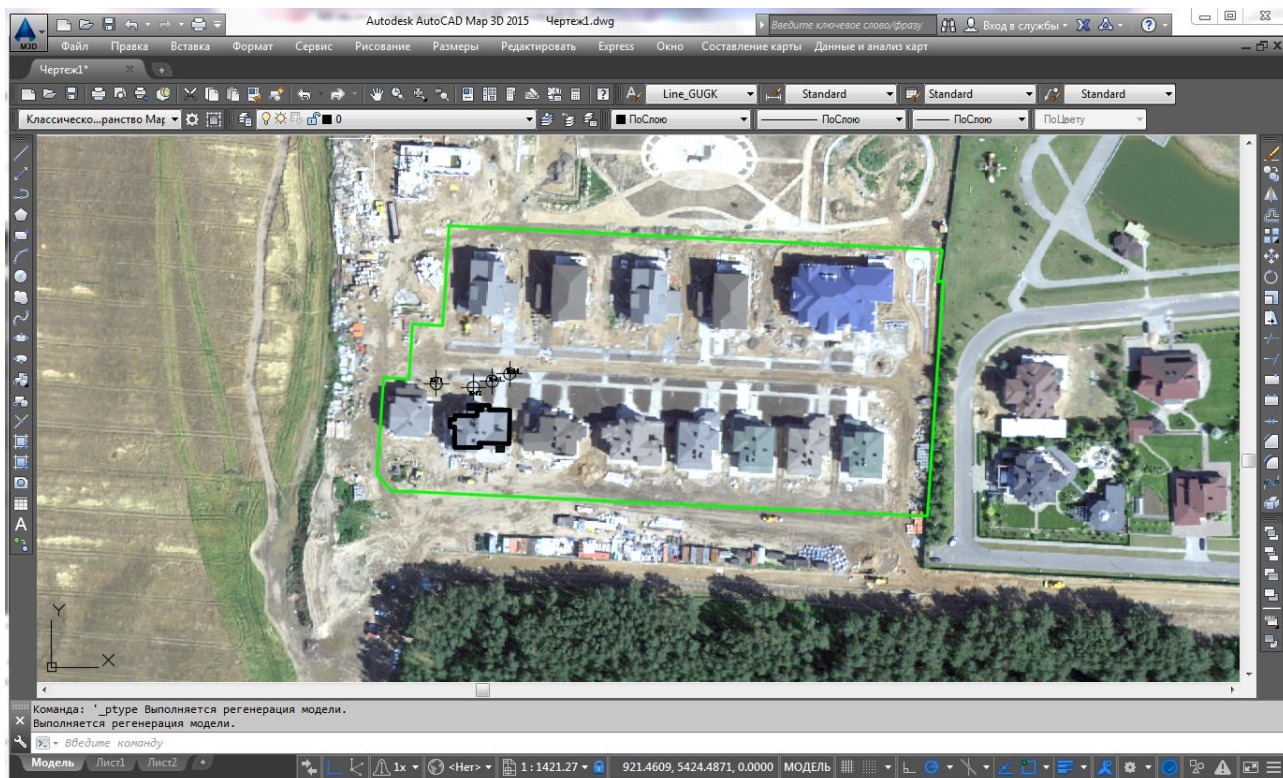 Autodesk AutoCAD Map 3D 2015 Чертеж1.dwg
Введите ключевое слово/фразу
Вход в службы
M3D
Файл Правка Вставка Формат Сервис Рисование Размеры Редактировать Express Окно Составление карты Данные и анализ карт
Чертеж1*
Line_GUGK Standard Standard Standard
Классическо...ранство Мар 0 ПоСлою ПоСлою ПоСлою ПоЦвету
A
Y
X
Команда: '_ptype Выполняется регенерация модели.
Выполняется регенерация модели.
Введите команду
Модель Лист1 Лист2 1x <Нет> 1:1421.27 921.4609, 5424.4871, 0.0000 МОДЕЛЬ